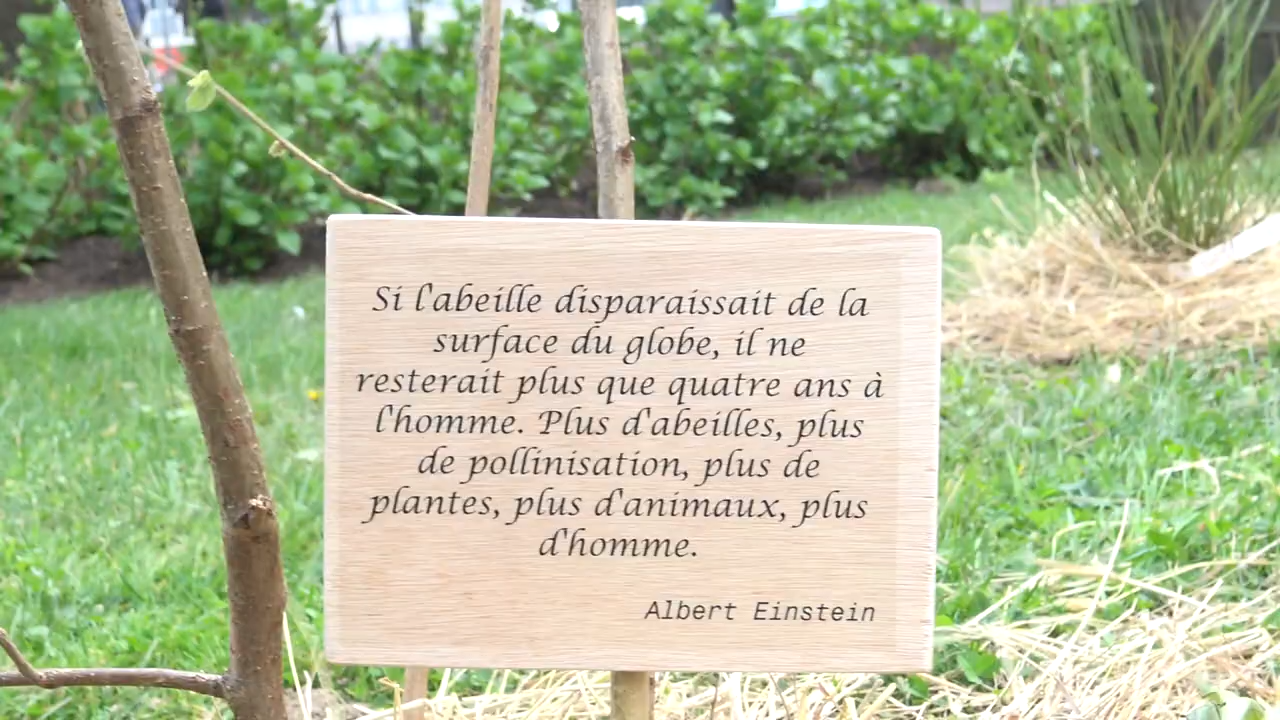 Si l'abeille disparaissait de la
surface du globe, il ne
resterait plus que quatre ans à
l'homme. Plus d'abeilles, plus
de pollinisation, plus de
plantes, plus d'animaux, plus
d'homme.
Albert Einstein